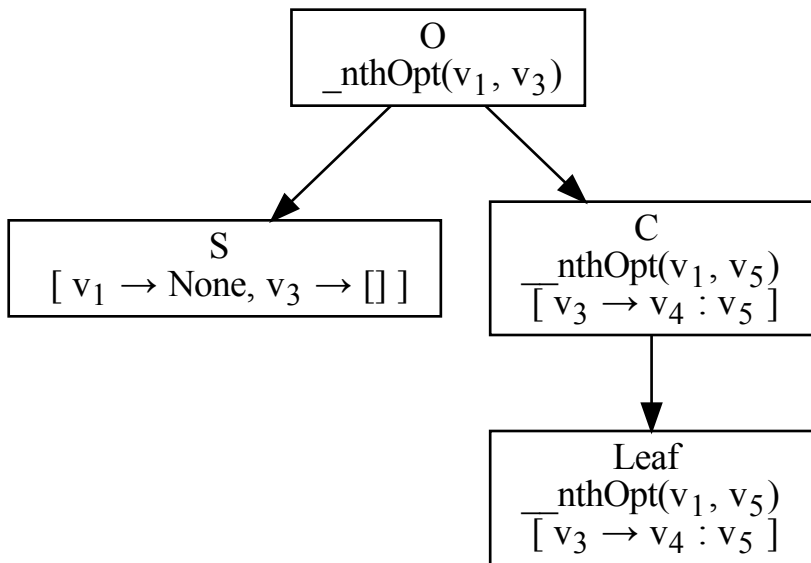 O
_nthOpt(v₁, v₃)
S
[ v₁ → None, v₃ → [] ]
C
__nthOpt(v₁, v₅)
[ v₃ → v₄ : v₅ ]
Leaf
__nthOpt(v₁, v₅)
[ v₃ → v₄ : v₅ ]